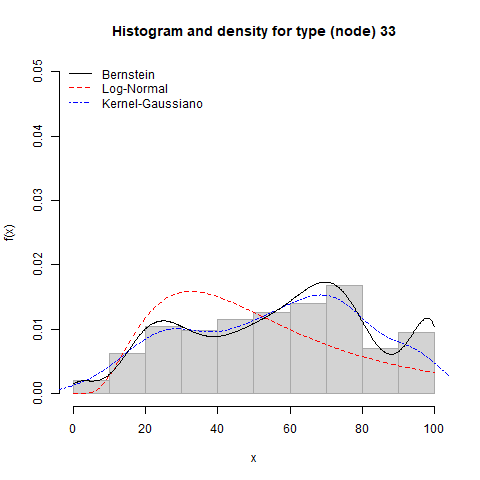 Histogram and density for type (node) 33
Bernstein
Log-Normal
Kernel-Gaussiano
f(x)
0.05
0.04
0.03
0.02
0.01
0.00
0 20 40 60 80 100
x